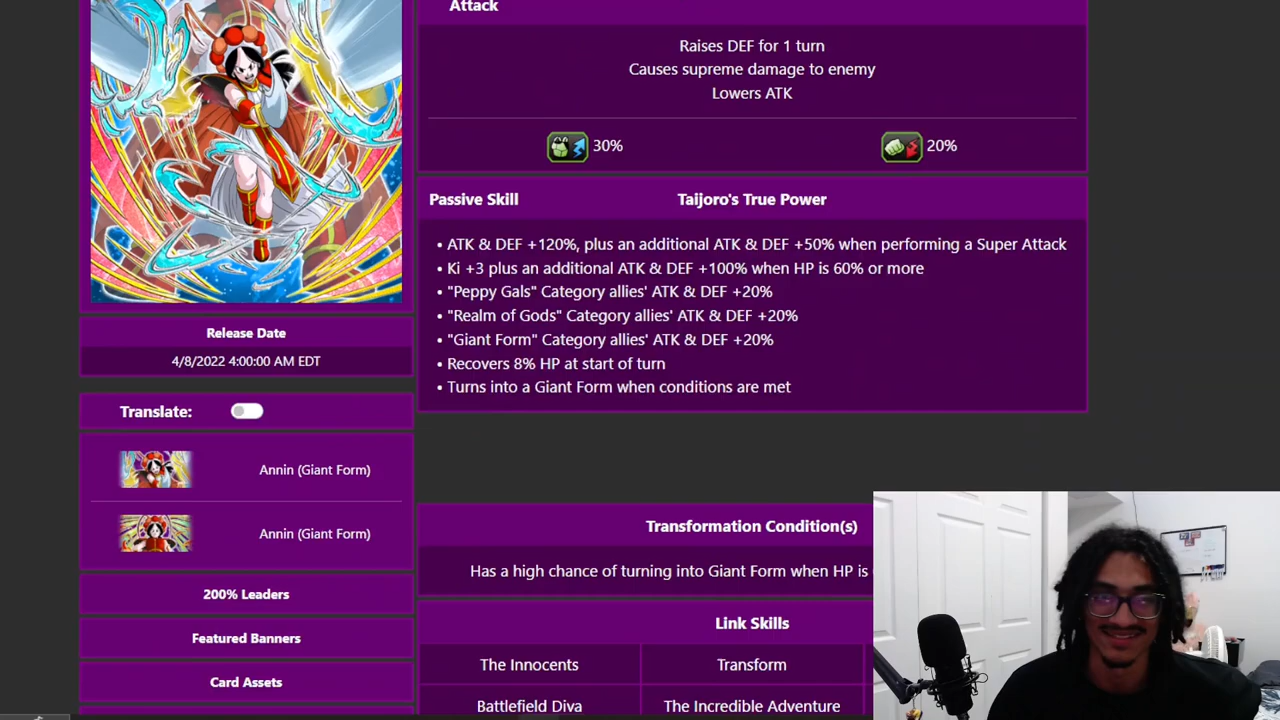 Attack
Raises DEF for 1 turn
Causes supreme damage to enemy
Lowers ATK
30%
20%
Passive Skill
Taijoro's True Power
• ATK & DEF +120%, plus an additional ATK & DEF +50% when performing a Super Attack
• Ki +3 plus an additional ATK & DEF +100% when HP is 60% or more
• "Peppy Gals" Category allies' ATK & DEF +20%
• "Realm of Gods" Category allies' ATK & DEF +20%
• "Giant Form" Category allies' ATK & DEF +20%
• Recovers 8% HP at start of turn
• Turns into a Giant Form when conditions are met
Release Date
4/8/2022 4:00:00 AM EDT
Translate:
Annin (Giant Form)
Annin (Giant Form)
200% Leaders
Featured Banners
Card Assets
Transformation Condition(s)
Has a high chance of turning into Giant Form when HP is
Link Skills
The Innocents
Transform
Battlefield Diva
The Incredible Adventure